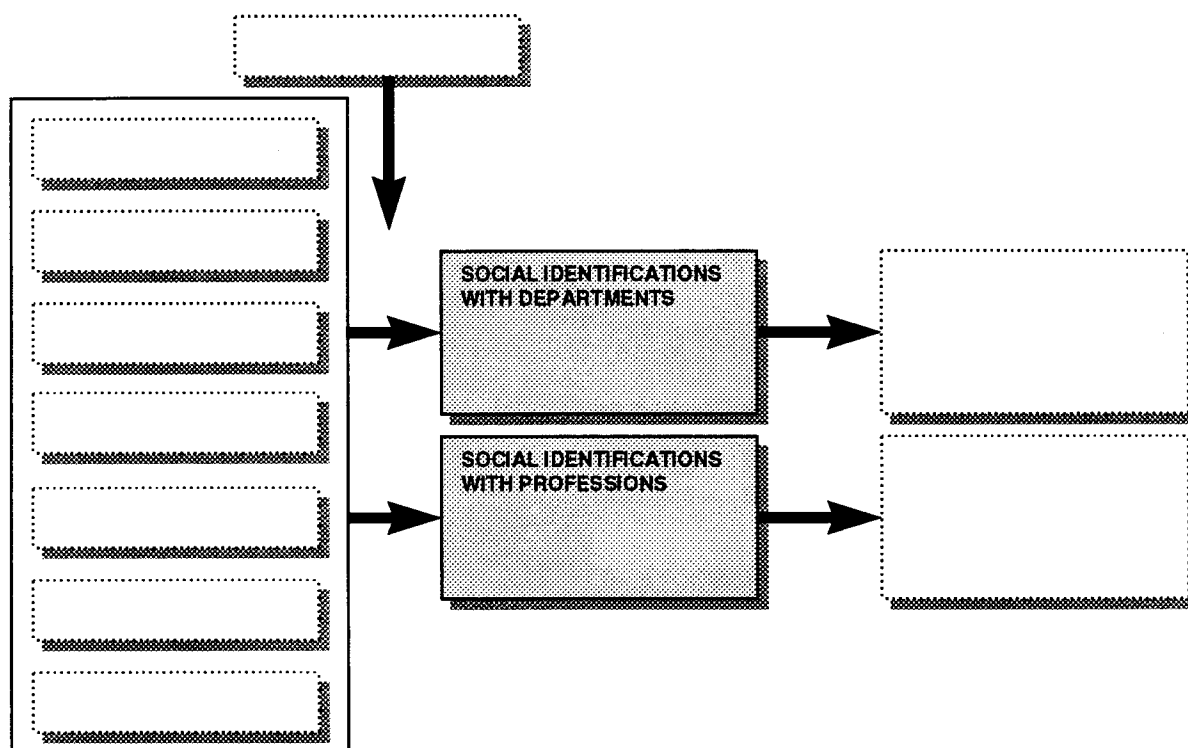 SOCIAL IDENTIFICATIONS
WITH DEPARTMENTS
SOCIAL IDENTIFICATIONS
WITH PROFESSIONS